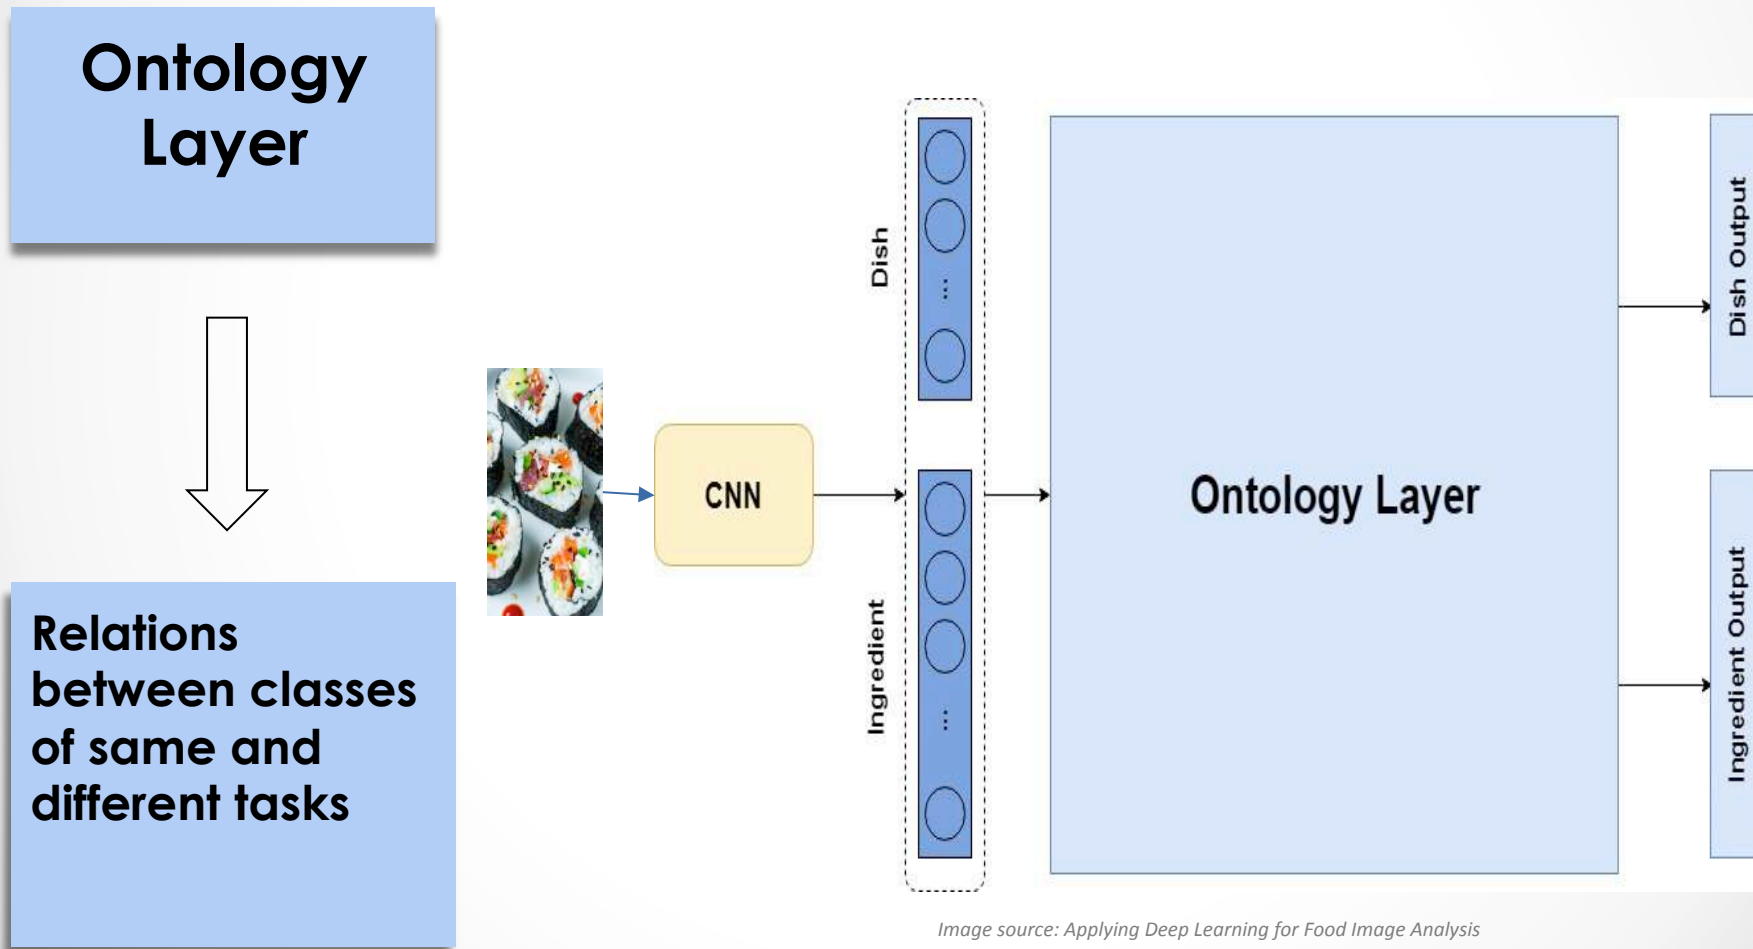 Ontology
Layer
Relations
between classes
of same and
different tasks
CNN
Dish
...
Ingredient
...
Ontology Layer
Dish Output
Ingredient Output
Image source: Applying Deep Learning for Food Image Analysis